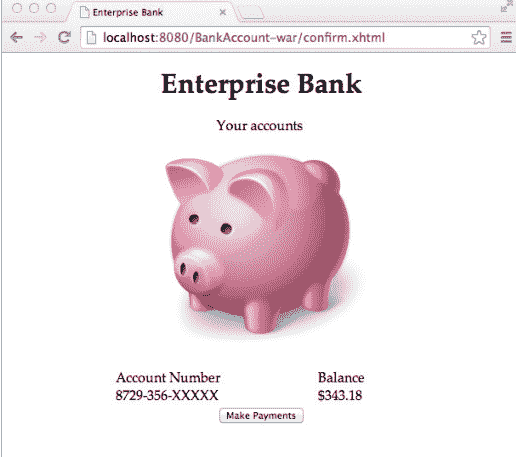 Enterprise Bank
localhost:8080/BankAccount-war/confirm.xhtml
Enterprise Bank
Your accounts
Account Number Balance
8729-356-XXXXX $343.18
Make Payments